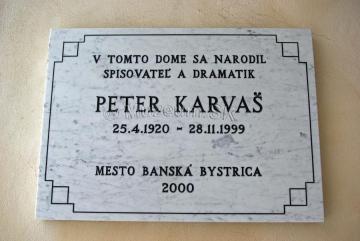 V TOMTO DOME SA NARODIL
SPISOVATEĽ A DRAMATIK
PETER KARVAŠ
25.4.1920 - 28.11.1999
MESTO BANSKÁ BYSTRICA
2000